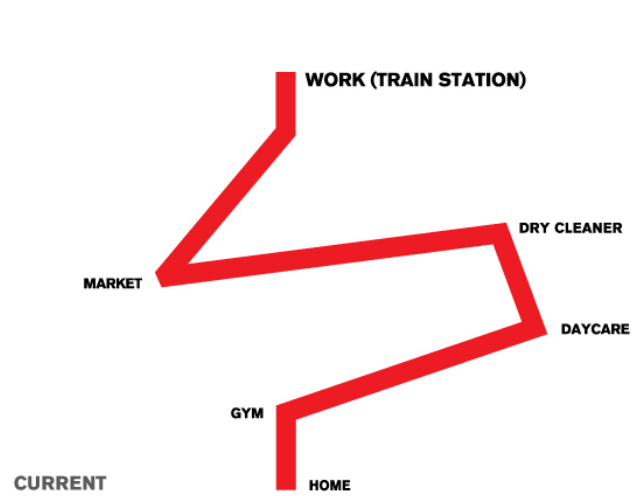 WORK (TRAIN STATION)
DRY CLEANER
MARKET
DAYCARE
GYM
CURRENT
HOME